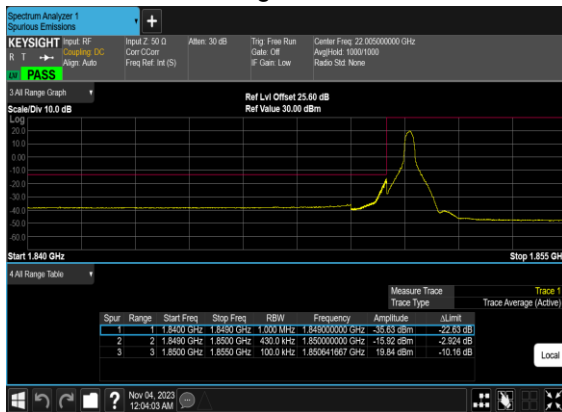 Spectrum Analyzer 1
Spurious Emissions
KEYSIGHT Input: RF Input Z: 50 Ω Atten: 30 dB Trig: Free Run Center Freq: 22.005000000 GHz
R T Coupling: DC Corr CCorr Gate: Off Avg|Hold: 1000/1000
Align: Auto Freq Ref: Int (S) IF Gain: Low Radio Std: None
PASS
3 All Range Graph
Ref Lvl Offset 25.60 dB
Scale/Div 10.0 dB Ref Value 30.00 dBm
Log
20.0
10.0
0.00
-10.0
-20.0
-30.0
-40.0
-50.0
-60.0
Start 1.840 GHz Stop 1.855 GH
4 All Range Table
Measure Trace Trace 1
Trace Type Trace Average (Active)
Spur Range Start Freq Stop Freq RBW Frequency Amplitude ΔLimit
1 1 1.8400 GHz 1.8490 GHz 1.000 MHz 1.849000000 GHz -35.63 dBm -22.63 dB
2 2 1.8490 GHz 1.8500 GHz 430.0 kHz 1.850000000 GHz -15.92 dBm -2.924 dB
3 3 1.8500 GHz 1.8550 GHz 100.0 kHz 1.850641667 GHz 19.84 dBm -10.16 dB
Local
? Nov 04, 2023
12:04:03 AM